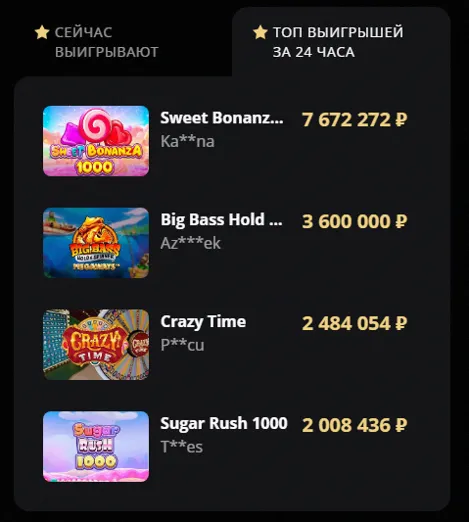 СЕЙЧАС
ВЫИГРЫВАЮТ
ТОП ВЫИГРЫШЕЙ
ЗА 24 ЧАСА
SWEET BONANZA
1000
Sweet Bonanz... 7 672 272 ₽
Ka**na
BIG BASS
HOLD & SPINNER
MEGAWAYS™
Big Bass Hold ... 3 600 000 ₽
Az***ek
CRAZY
TIME
Crazy Time 2 484 054 ₽
P**cu
Sugar
RUSH
1000
Sugar Rush 1000 2 008 436 ₽
T**es